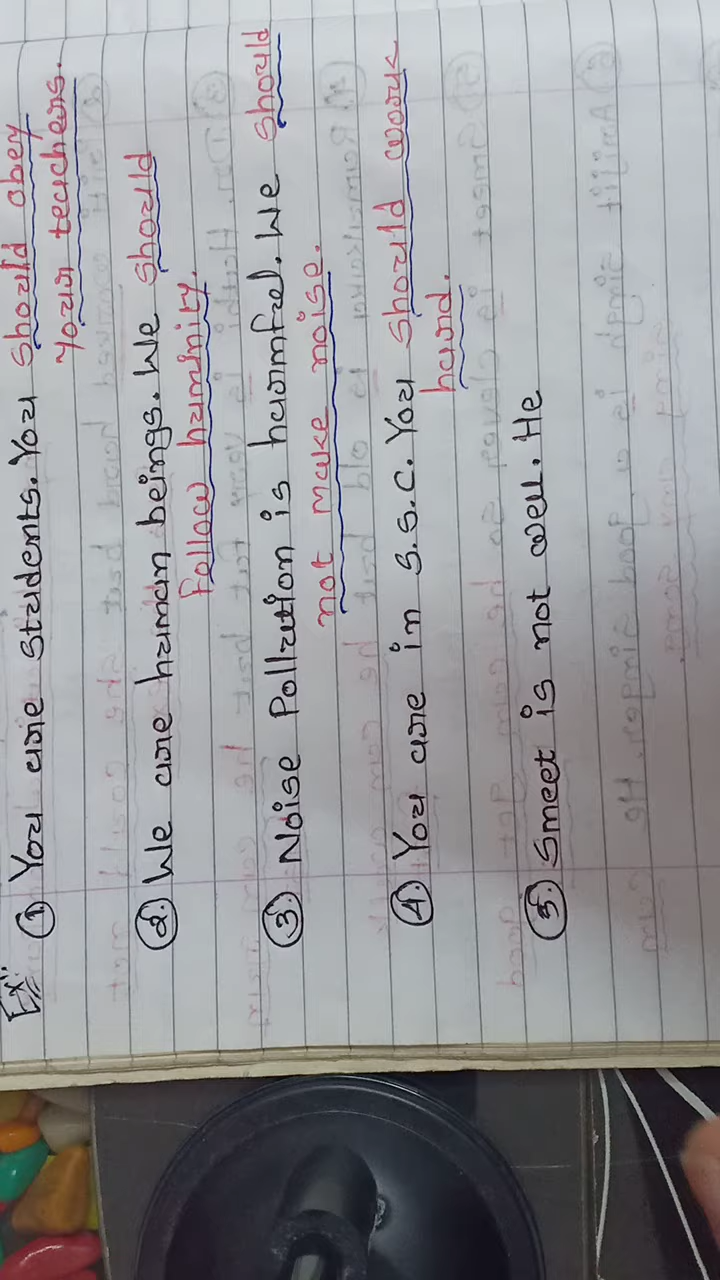 Ex:
① You are students. You should obey
your teachers.
②. We are human beings. We should
follow huminity.
③. Noise Pollution is harmful. We should
not make noise.
④. You are in S.S.C. You should work
hard.
⑤. Smeet is not well. He